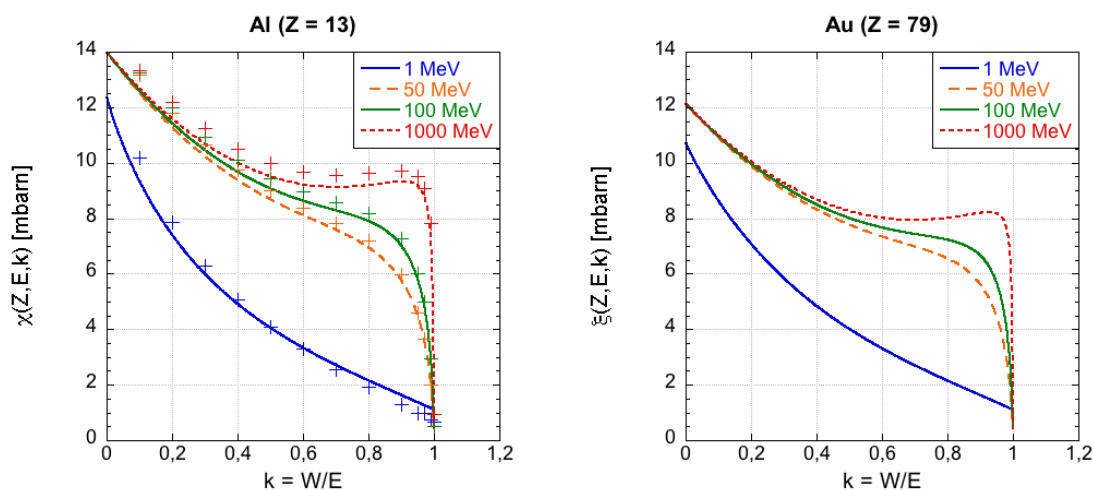 Al (Z = 13)
14
12
10
8
6
4
2
0
χ(Z,E,k) [mbarn]
1 MeV
50 MeV
100 MeV
1000 MeV
0
0,2
0,4
0,6
0,8
1
1,2
k = W/E
Au (Z = 79)
14
12
10
8
6
4
2
0
ξ(Z,E,k) [mbarn]
1 MeV
50 MeV
100 MeV
1000 MeV
0
0,2
0,4
0,6
0,8
1
1,2
k = W/E